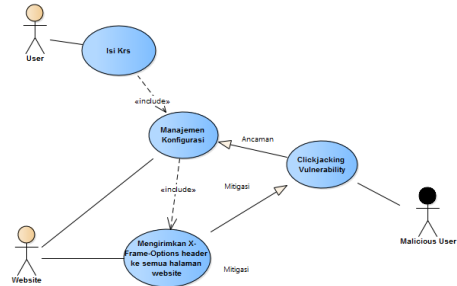 User
Isi Krs
«include»
Manajemen
Konfigurasi
Ancaman
Clickjacking
Vulnerability
«include»
Mitigasi
Malicious User
Website
Mengirimkan X-
Frame-Options header
ke semua halaman
website
Mitigasi